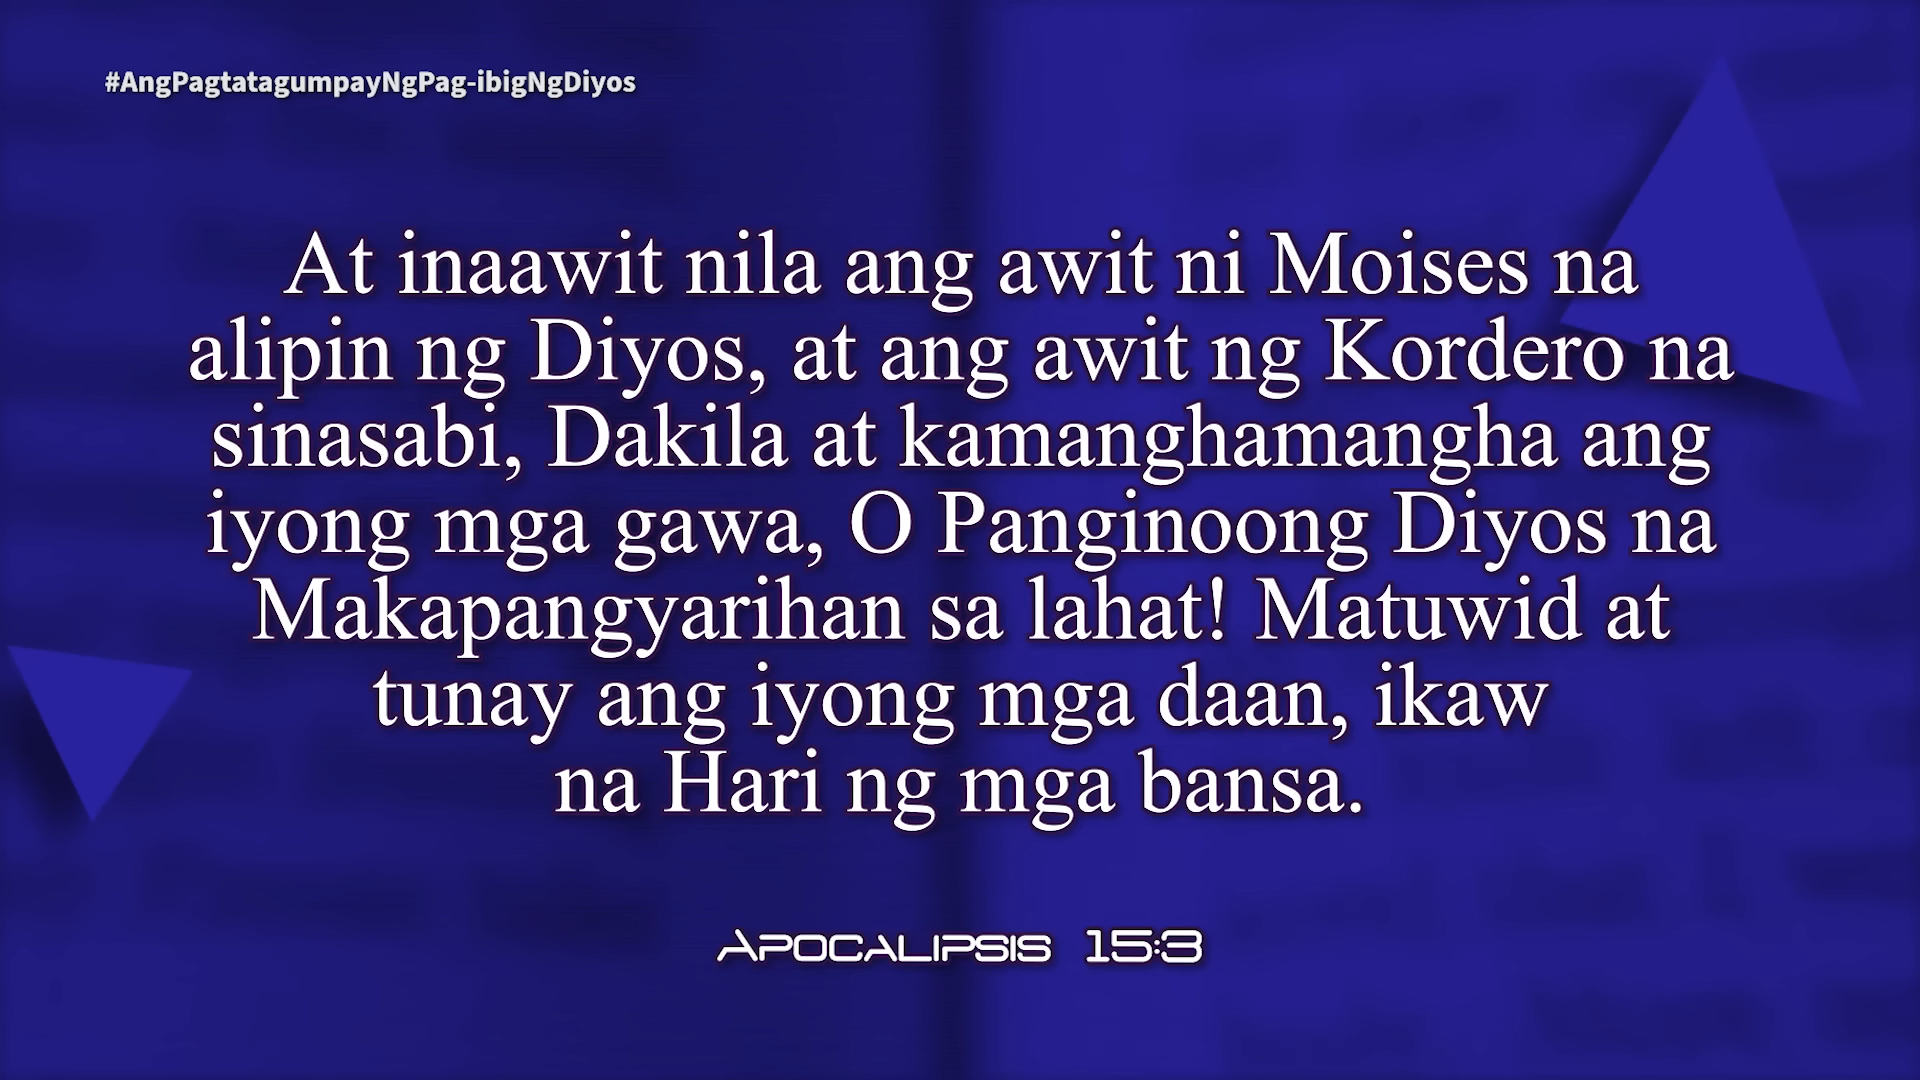 #AngPagtatagumpayNgPag-ibigNgDiyos
At inaawit nila ang awit ni Moises na
alipin ng Diyos, at ang awit ng Kordero na
sinasabi, Dakila at kamanghamangha ang
iyong mga gawa, O Panginoong Diyos na
Makapangyarihan sa lahat! Matuwid at
tunay ang iyong mga daan, ikaw
na Hari ng mga bansa.
Apocalipsis 15:3